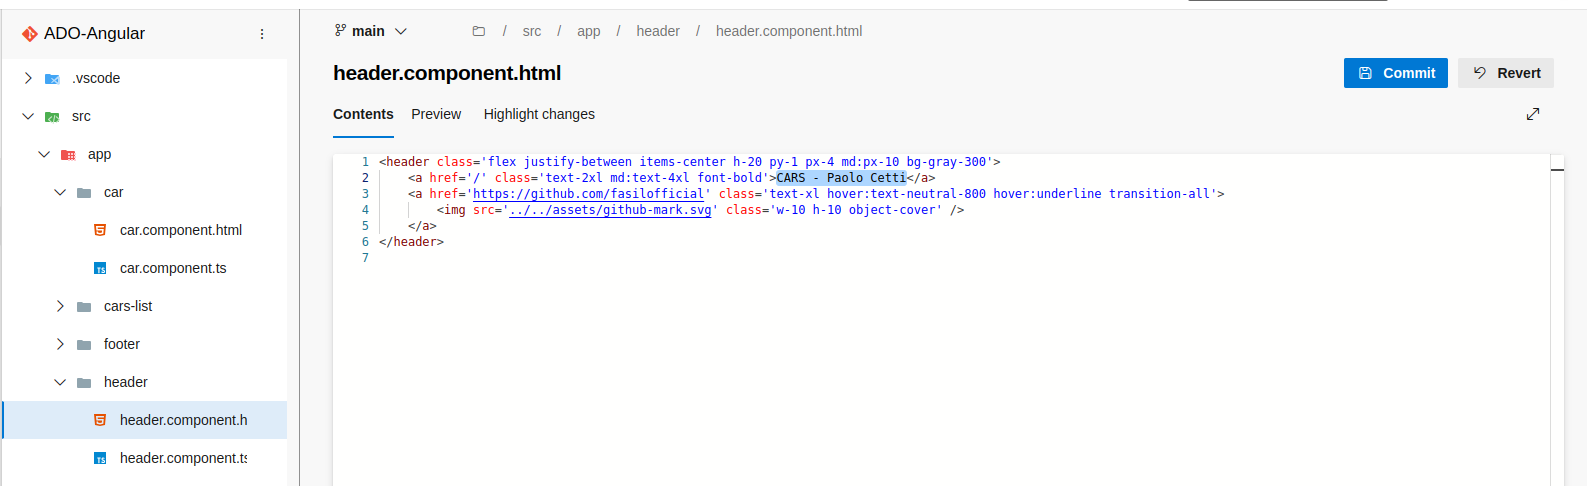 ADO-Angular
.vscode
src
app
car
car.component.html
car.component.ts
cars-list
footer
header
header.component.h
header.component.ts
main
/ src / app / header / header.component.html
header.component.html
Commit Revert
Contents Preview Highlight changes
1 <header class='flex justify-between items-center h-20 py-1 px-4 md:px-10 bg-gray-300'>
2 <a href='/' class='text-2xl md:text-4xl font-bold'>CARS - Paolo Cetti</a>
3 <a href='https://github.com/fasilofficial' class='text-xl hover:text-neutral-800 hover:underline transition-all'>
4 <img src='../../assets/github-mark.svg' class='w-10 h-10 object-cover' />
5 </a>
6 </header>
7